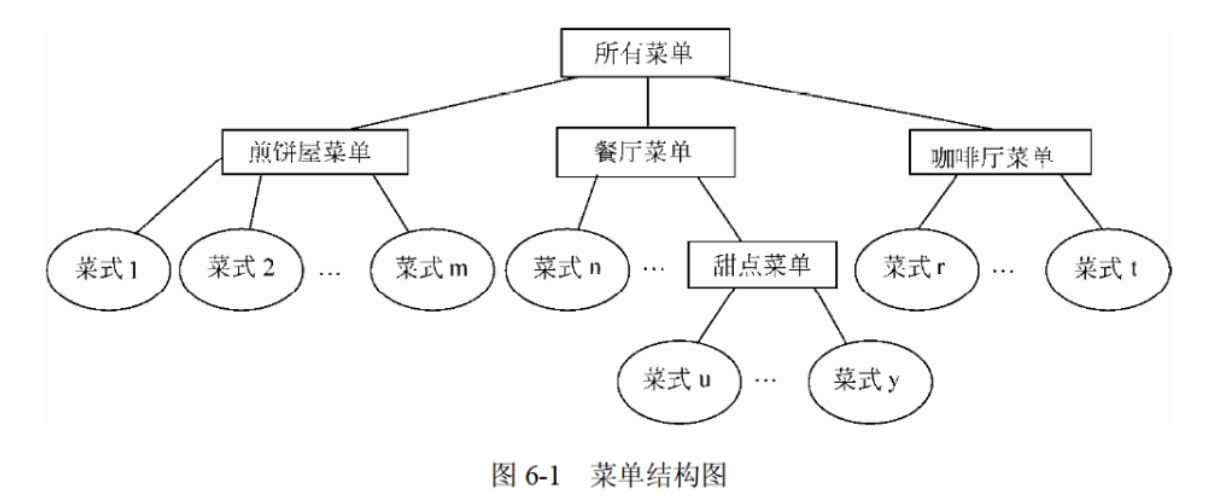 所有菜单
煎饼屋菜单 餐厅菜单 咖啡厅菜单
菜式 1 菜式 2 … 菜式 m 菜式 n … 甜点菜单 菜式 r … 菜式 t
菜式 u … 菜式 y
图 6-1 菜单结构图